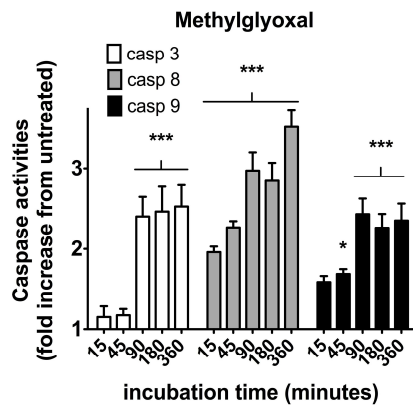 Methylglyoxal
casp 3
casp 8
casp 9
***
***
***
*
Caspase activities
(fold increase from untreated)
3
2
1
15 45 90 180 360 15 45 90 180 360 15 45 90 180 360
incubation time (minutes)